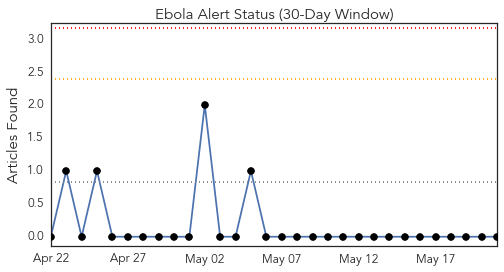 Ebola Alert Status (30-Day Window)
Articles Found
3.0
2.5
2.0
1.5
1.0
0.5
0.0
Apr 22 Apr 27 May 02 May 07 May 12 May 17